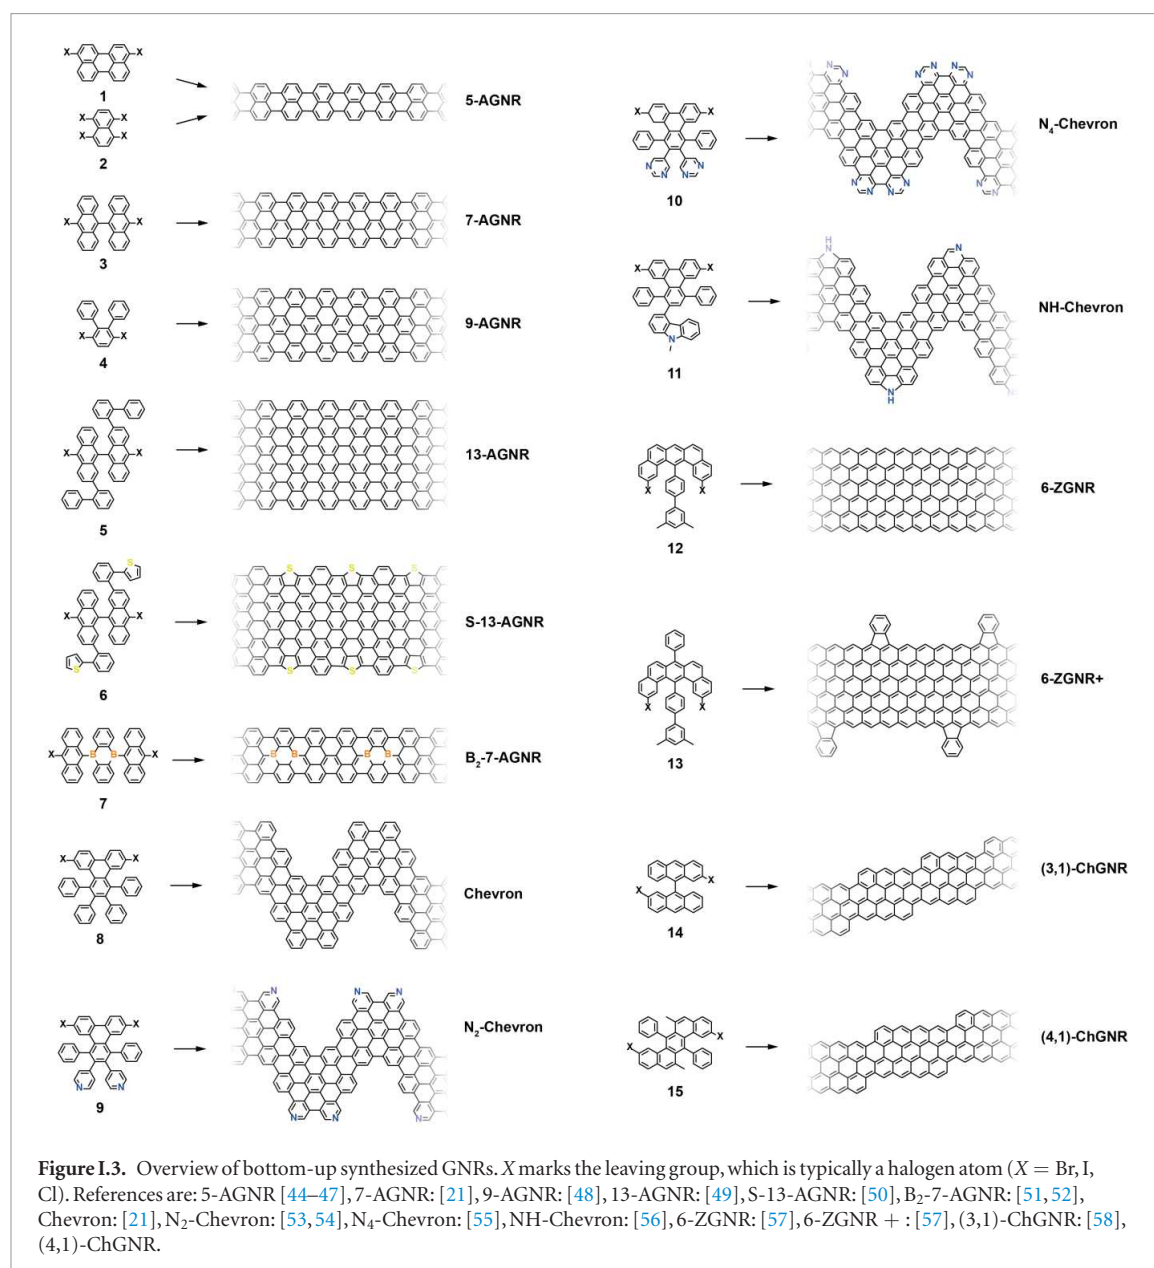 X X
1
X X
X X
2
5-AGNR
X X
3
7-AGNR
X X
4
9-AGNR
X X
5
13-AGNR
S
X X
S
6
S S S
S S S
S-13-AGNR
X B B X
7
B B B B
B₂-7-AGNR
X X
8
Chevron
X X
N N
9
N N N
N N N
N₂-Chevron
X X
N N
N N
10
N N N N N N
N N N N N N
N₄-Chevron
X X
N
11
H
N N
N
H
N
NH-Chevron
X X
12
6-ZGNR
X X
13
6-ZGNR+
X
X
14
(3,1)-ChGNR
X
X
15
(4,1)-ChGNR
Figure I.3. Overview of bottom-up synthesized GNRs. X marks the leaving group, which is typically a halogen atom (X = Br, I,
Cl). References are: 5-AGNR [44–47], 7-AGNR: [21], 9-AGNR: [48], 13-AGNR: [49], S-13-AGNR: [50], B₂-7-AGNR: [51, 52],
Chevron: [21], N₂-Chevron: [53, 54], N₄-Chevron: [55], NH-Chevron: [56], 6-ZGNR: [57], 6-ZGNR + : [57], (3,1)-ChGNR: [58],
(4,1)-ChGNR.